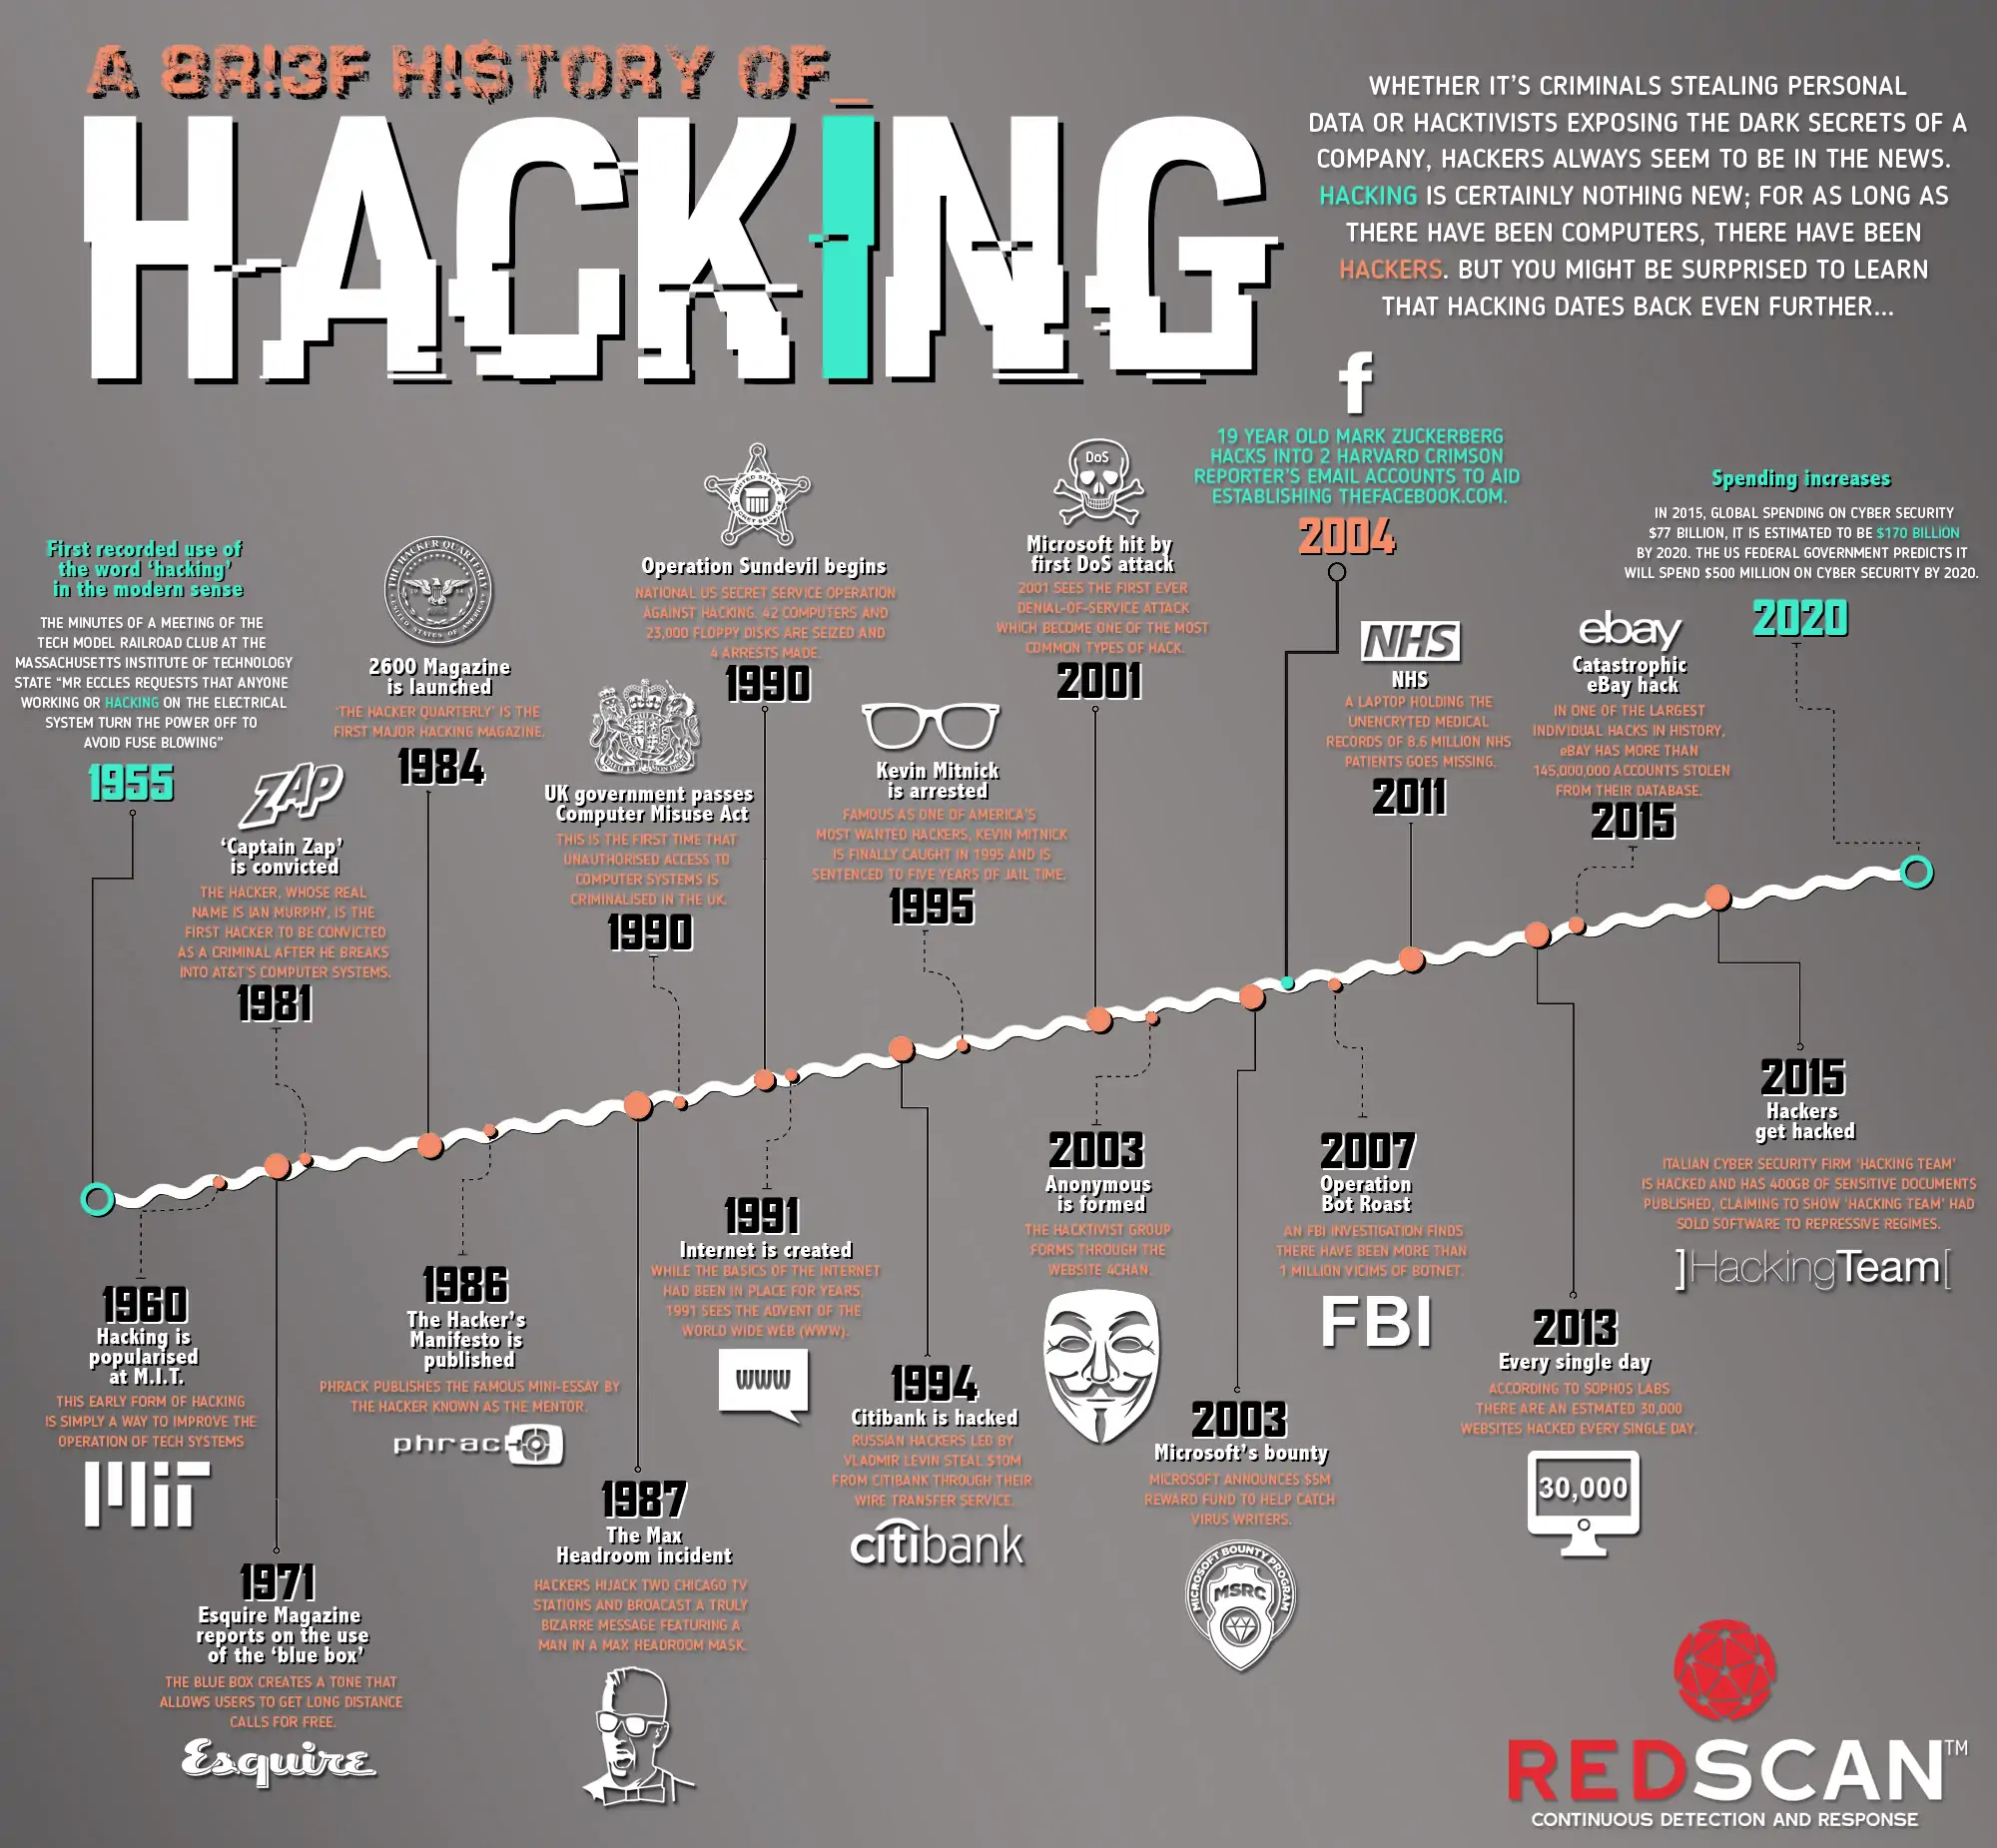 A 8R!3F H!$TORY OF_
HACKING
WHETHER IT'S CRIMINALS STEALING PERSONAL
DATA OR HACKTIVISTS EXPOSING THE DARK SECRETS OF A
COMPANY, HACKERS ALWAYS SEEM TO BE IN THE NEWS.
HACKING IS CERTAINLY NOTHING NEW; FOR AS LONG AS
THERE HAVE BEEN COMPUTERS, THERE HAVE BEEN
HACKERS. BUT YOU MIGHT BE SURPRISED TO LEARN
THAT HACKING DATES BACK EVEN FURTHER...
First recorded use of
the word 'hacking'
in the modern sense
THE MINUTES OF A MEETING OF THE
TECH MODEL RAILROAD CLUB AT THE
MASSACHUSETTS INSTITUTE OF TECHNOLOGY
STATE "MR ECCLES REQUESTS THAT ANYONE
WORKING OR HACKING ON THE ELECTRICAL
SYSTEM TURN THE POWER OFF TO
AVOID FUSE BLOWING"
1955
ZAP
'Captain Zap'
is convicted
THE HACKER, WHOSE REAL
NAME IS IAN MURPHY, IS THE
FIRST HACKER TO BE CONVICTED
AS A CRIMINAL AFTER HE BREAKS
INTO AT&T'S COMPUTER SYSTEMS.
1981
THE HACKER QUARTERLY
UNITED STATES OF AMERICA
2600 Magazine
is launched
'THE HACKER QUARTERLY' IS THE
FIRST MAJOR HACKING MAGAZINE.
1984
UK government passes
Computer Misuse Act
THIS IS THE FIRST TIME THAT
UNAUTHORISED ACCESS TO
COMPUTER SYSTEMS IS
CRIMINALISED IN THE UK.
1990
UNITED STATES
Operation Sundevil begins
NATIONAL US SECRET SERVICE OPERATION
AGAINST HACKING. 42 COMPUTERS AND
23,000 FLOPPY DISKS ARE SEIZED AND
4 ARRESTS MADE.
1990
Kevin Mitnick
is arrested
FAMOUS AS ONE OF AMERICA'S
MOST WANTED HACKERS, KEVIN MITNICK
IS FINALLY CAUGHT IN 1995 AND IS
SENTENCED TO FIVE YEARS OF JAIL TIME.
1995
DoS
Microsoft hit by
first DoS attack
2001 SEES THE FIRST EVER
DENIAL-OF-SERVICE ATTACK
WHICH BECOME ONE OF THE MOST
COMMON TYPES OF HACK.
2001
f
19 YEAR OLD MARK ZUCKERBERG
HACKS INTO 2 HARVARD CRIMSON
REPORTER'S EMAIL ACCOUNTS TO AID
ESTABLISHING THEFACEBOOK.COM.
2004
NHS
NHS
A LAPTOP HOLDING THE
UNENCRYTED MEDICAL
RECORDS OF 8.6 MILLION NHS
PATIENTS GOES MISSING.
2011
ebay
Catastrophic
eBay hack
IN ONE OF THE LARGEST
INDIVIDUAL HACKS IN HISTORY,
eBAY HAS MORE THAN
145,000,000 ACCOUNTS STOLEN
FROM THEIR DATABASE.
2015
Spending increases
IN 2015, GLOBAL SPENDING ON CYBER SECURITY
$77 BILLION, IT IS ESTIMATED TO BE $170 BILLION
BY 2020. THE US FEDERAL GOVERNMENT PREDICTS IT
WILL SPEND $500 MILLION ON CYBER SECURITY BY 2020.
2020
1960
Hacking is
popularised
at M.I.T.
THIS EARLY FORM OF HACKING
IS SIMPLY A WAY TO IMPROVE THE
OPERATION OF TECH SYSTEMS
MIT
1971
Esquire Magazine
reports on the use
of the 'blue box'
THE BLUE BOX CREATES A TONE THAT
ALLOWS USERS TO GET LONG DISTANCE
CALLS FOR FREE.
Esquire
1986
The Hacker's
Manifesto is
published
PHRACK PUBLISHES THE FAMOUS MINI-ESSAY BY
THE HACKER KNOWN AS THE MENTOR.
phrack
1987
The Max
Headroom incident
HACKERS HIJACK TWO CHICAGO TV
STATIONS AND BROACAST A TRULY
BIZARRE MESSAGE FEATURING A
MAN IN A MAX HEADROOM MASK.
1991
Internet is created
WHILE THE BASICS OF THE INTERNET
HAD BEEN IN PLACE FOR YEARS,
1991 SEES THE ADVENT OF THE
WORLD WIDE WEB (WWW).
WWW
1994
Citibank is hacked
RUSSIAN HACKERS LED BY
VLADMIR LEVIN STEAL $10M
FROM CITIBANK THROUGH THEIR
WIRE TRANSFER SERVICE.
citibank
2003
Anonymous
is formed
THE HACKTIVIST GROUP
FORMS THROUGH THE
WEBSITE 4CHAN.
2003
Microsoft's bounty
MICROSOFT ANNOUNCES $5M
REWARD FUND TO HELP CATCH
VIRUS WRITERS.
MICROSOFT BOUNTY PROGRAM
MSRC
2007
Operation
Bot Roast
AN FBI INVESTIGATION FINDS
THERE HAVE BEEN MORE THAN
1 MILLION VICIMS OF BOTNET.
FBI
2013
Every single day
ACCORDING TO SOPHOS LABS
THERE ARE AN ESTMATED 30,000
WEBSITES HACKED EVERY SINGLE DAY.
30,000
2015
Hackers
get hacked
ITALIAN CYBER SECURITY FIRM 'HACKING TEAM'
IS HACKED AND HAS 400GB OF SENSITIVE DOCUMENTS
PUBLISHED, CLAIMING TO SHOW 'HACKING TEAM' HAD
SOLD SOFTWARE TO REPRESSIVE REGIMES.
]HackingTeam[
REDSCAN™
CONTINUOUS DETECTION AND RESPONSE